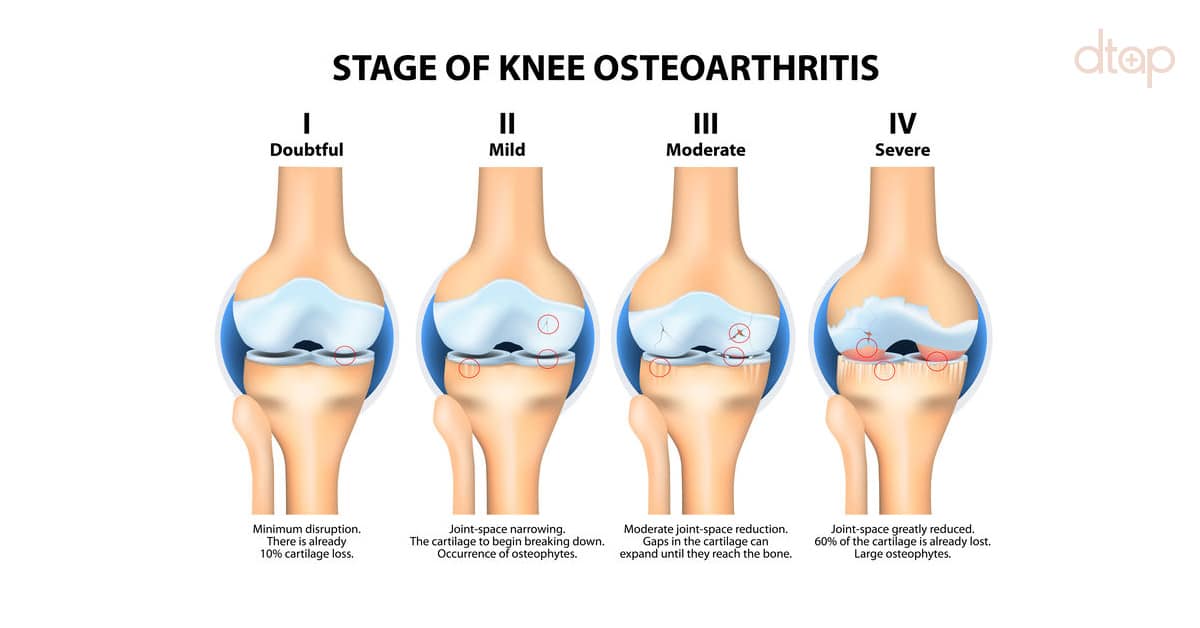 dtap
STAGE OF KNEE OSTEOARTHRITIS
I
Doubtful
II
Mild
III
Moderate
IV
Severe
Minimum disruption.
There is already
10% cartilage loss.
Joint-space narrowing.
The cartilage to begin breaking down.
Occurrence of osteophytes.
Moderate joint-space reduction.
Gaps in the cartilage can
expand until they reach the bone.
Joint-space greatly reduced.
60% of the cartilage is already lost.
Large osteophytes.